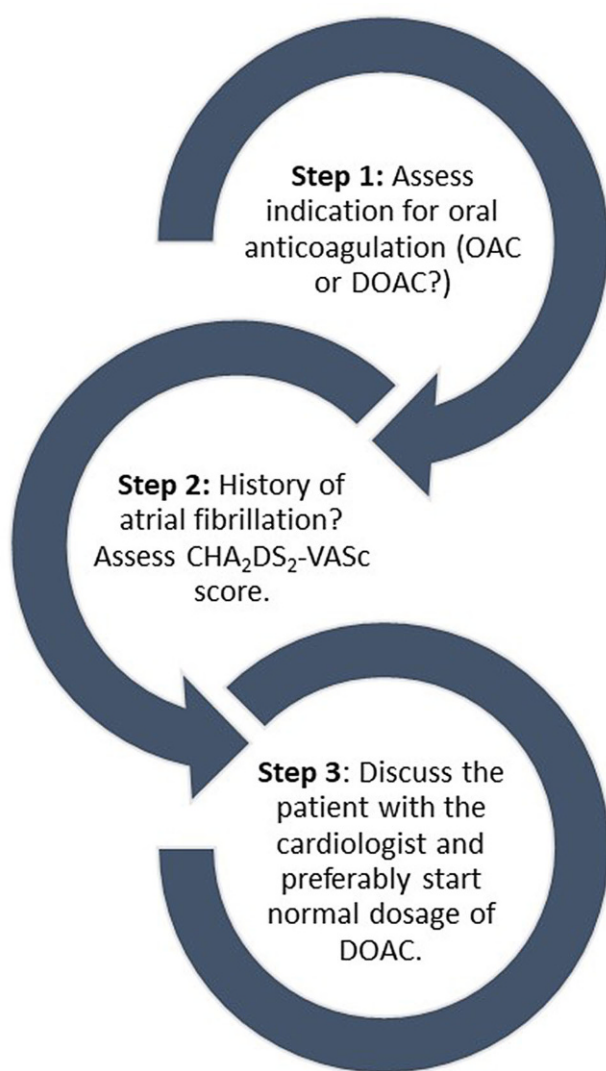 Step 1: Assess
indication for oral
anticoagulation (OAC
or DOAC?)
Step 2: History of
atrial fibrillation?
Assess CHA₂DS₂-VASc
score.
Step 3: Discuss the
patient with the
cardiologist and
preferably start
normal dosage of
DOAC.